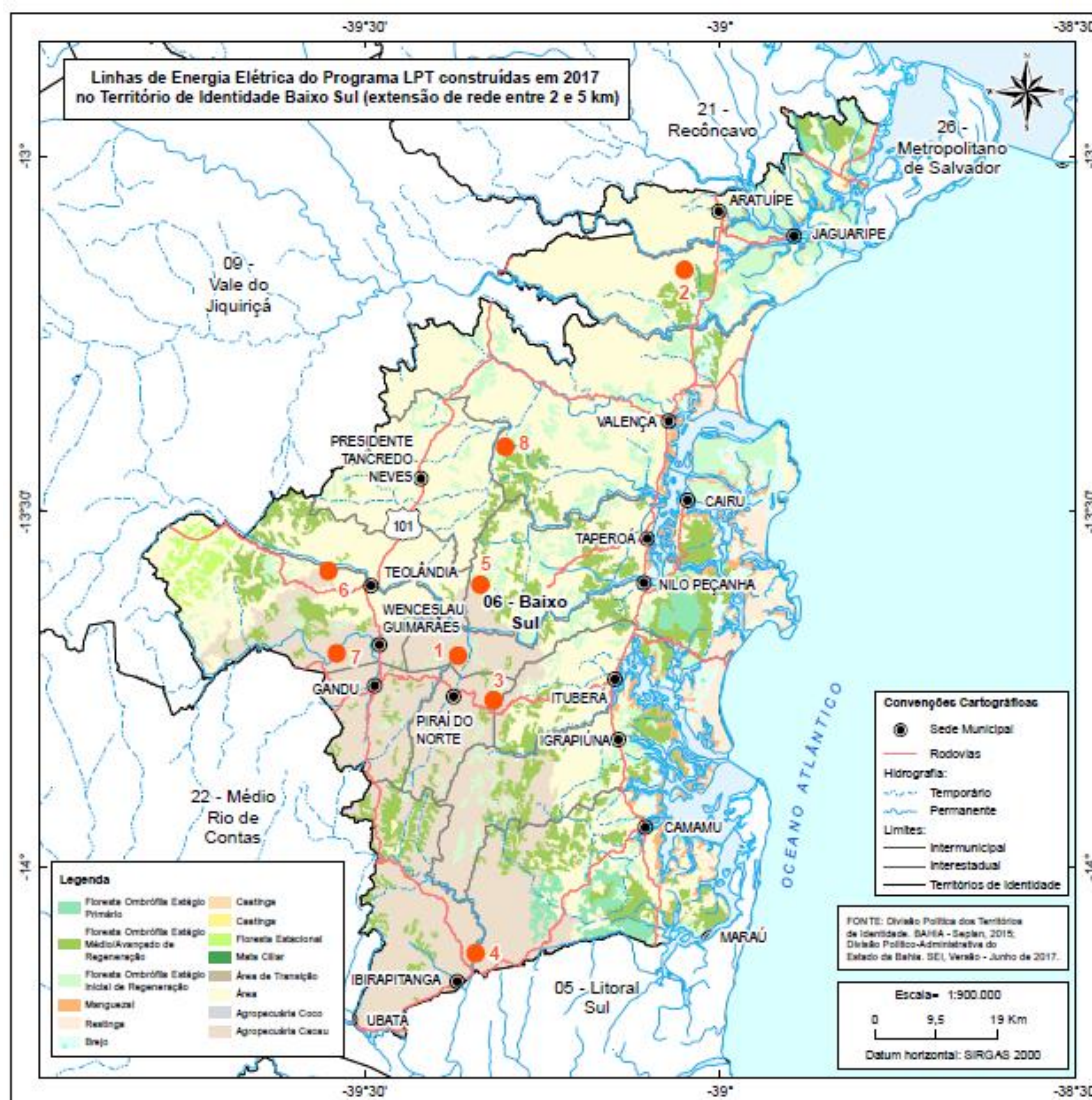 -39°30'
-39°
-38°30'
Linhas de Energia Elétrica do Programa LPT construídas em 2017
no Território de Identidade Baixo Sul (extensão de rede entre 2 e 5 km)
21 -
Recôncavo
26 -
Metropolitano
de Salvador
-13°
-13°
ARATUÍPE
JAGUARIPE
09 -
Vale do
Jiquiriçá
2
VALENÇA
PRESIDENTE
TANCREDO
NEVES
8
CAIRU
-13°30'
-13°30'
101
TAPEROÁ
TEOLÂNDIA
5
NILO PEÇANHA
6
06 - Baixo
Sul
WENCESLAU
GUIMARÃES
1
7
3
GANDU
ITUBERÁ
PIRAÍ DO
NORTE
IGRAPIÚNA
22 - Médio
Rio de
Contas
OCEANO ATLÂNTICO
CAMAMU
-14°
-14°
MARAÚ
4
IBIRAPITANGA
05 - Litoral
Sul
UBATÃ
Convenções Cartográficas
Sede Municipal
Rodovias
Hidrografia:
Temporário
Permanente
Limites:
Intermunicipal
Interestadual
Territórios de Identidade
Legenda
Floresta Ombrófila Estágio
Primário
Floresta Ombrófila Estágio
Médio/Avançado de
Regeneração
Floresta Ombrófila Estágio
Inicial de Regeneração
Manguezal
Restinga
Brejo
Caatinga
Caatinga
Floresta Estacional
Mata Ciliar
Área de Transição
Área
Agropecuária Coco
Agropecuária Cacau
FONTE: Divisão Política dos Territórios
de Identidade. BAHIA - Seplan, 2015;
Divisão Político-Administrativa do
Estado da Bahia. SEI, Versão - Junho de 2017.
Escala= 1:900.000
0 9,5 19 Km
Datum horizontal: SIRGAS 2000
-39°30'
-39°
-38°30'